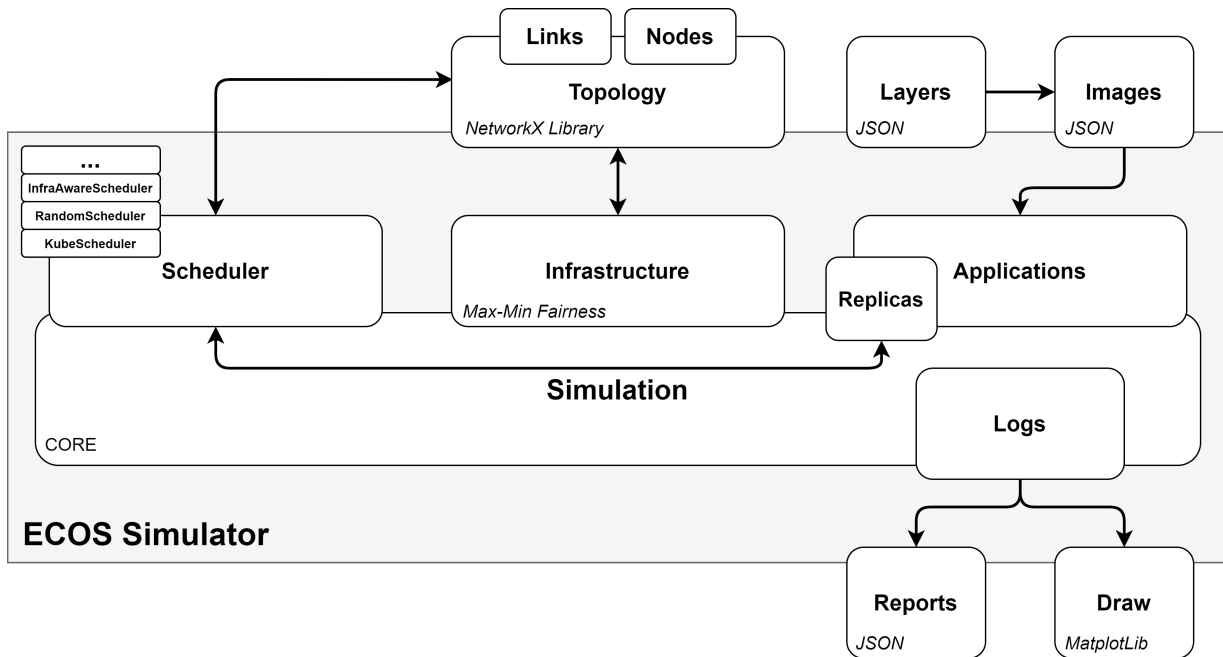 Links
Nodes
Topology
NetworkX Library
Layers
JSON
Images
JSON
...
InfraAwareScheduler
RandomScheduler
KubeScheduler
Scheduler
Infrastructure
Max-Min Fairness
Applications
Replicas
Simulation
CORE
Logs
ECOS Simulator
Reports
JSON
Draw
MatplotLib